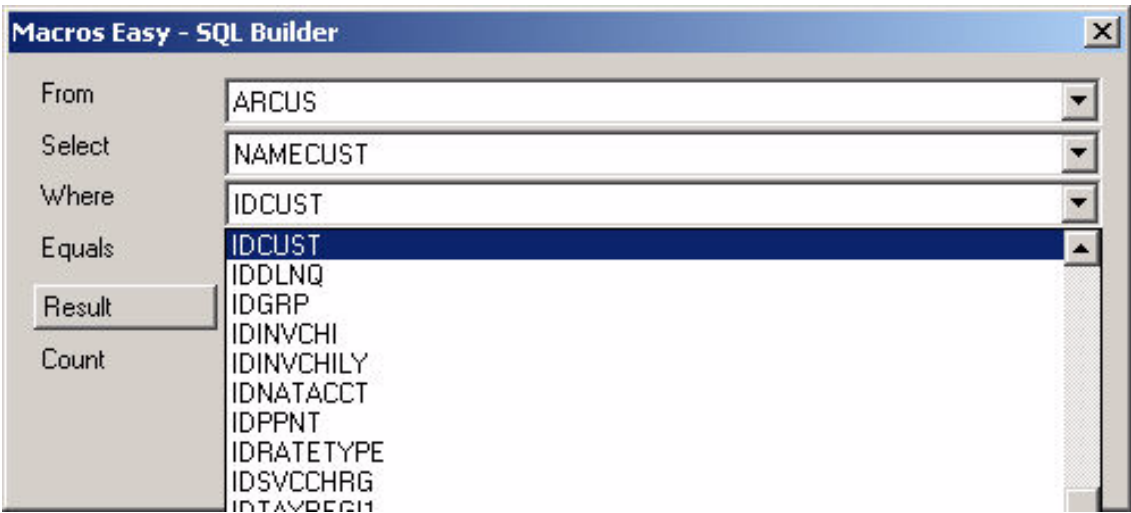 Macros Easy - SQL Builder
From ARCUS
Select NAMECUST
Where IDCUST
Equals IDCUST
IDDLNQ
IDGRP
Result
IDINVCHI
Count IDINVCHILY
IDNATACCT
IDPPNT
IDRATETYPE
IDSVCCHRG